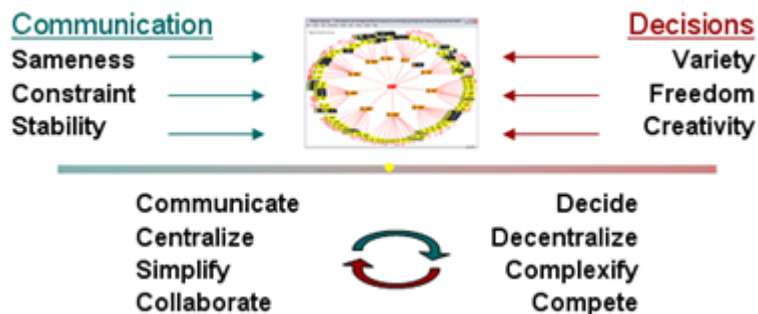 Communication
Sameness
Constraint
Stability
Decisions
Variety
Freedom
Creativity
Communicate
Centralize
Simplify
Collaborate
Decide
Decentralize
Complexify
Compete